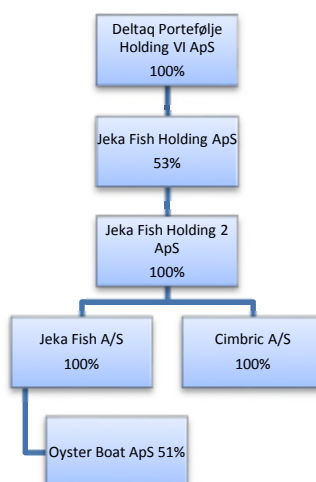 Deltaq Portefølje
Holding VI ApS
100%
Jeka Fish Holding ApS
53%
Jeka Fish Holding 2
ApS
100%
Jeka Fish A/S
100%
Cimbric A/S
100%
Oyster Boat ApS 51%